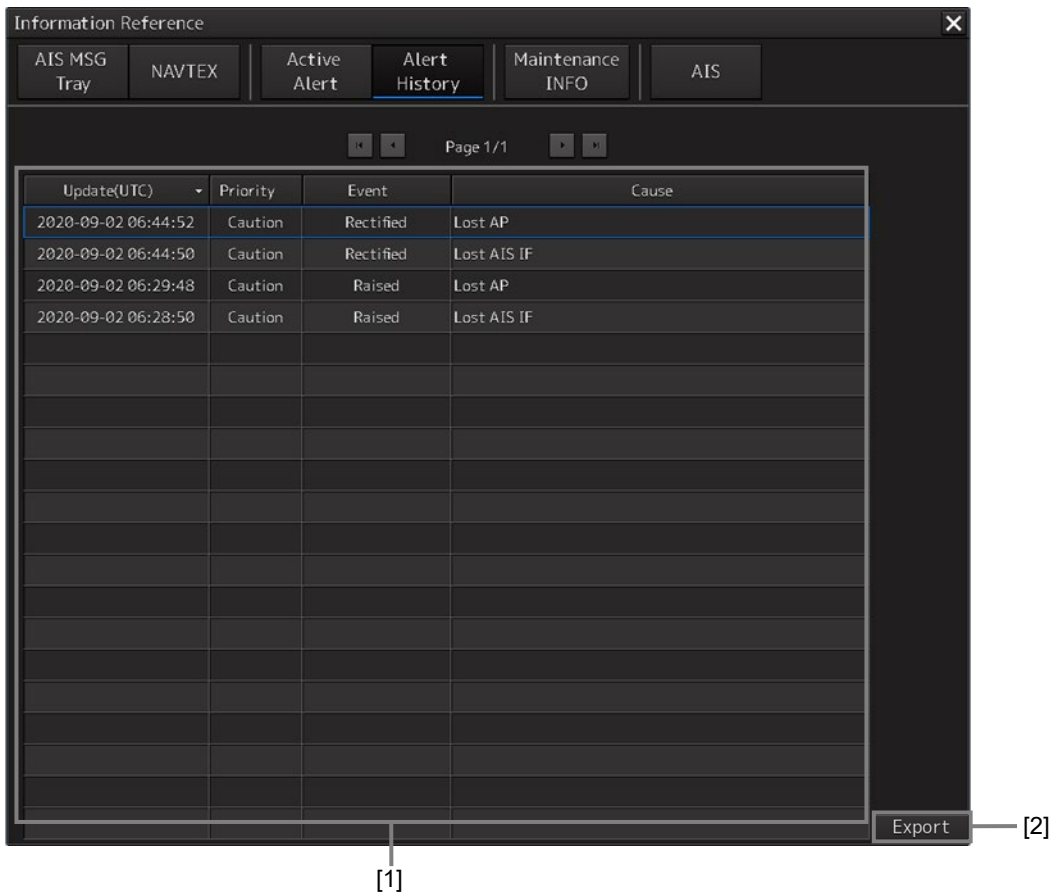 Information Reference
AIS MSG Tray NAVTEX Active Alert Alert History Maintenance INFO AIS
Page 1/1
Update(UTC) Priority Event Cause
2020-09-02 06:44:52 Caution Rectified Lost AP
2020-09-02 06:44:50 Caution Rectified Lost AIS IF
2020-09-02 06:29:48 Caution Raised Lost AP
2020-09-02 06:28:50 Caution Raised Lost AIS IF
Export [2]
[1]